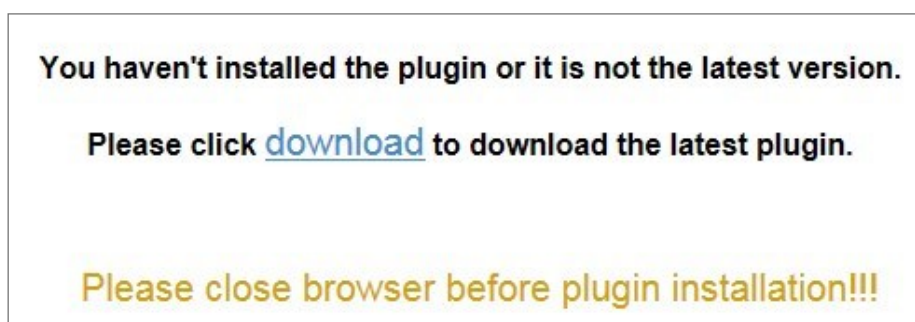 You haven't installed the plugin or it is not the latest version.
Please click download to download the latest plugin.
Please close browser before plugin installation!!!